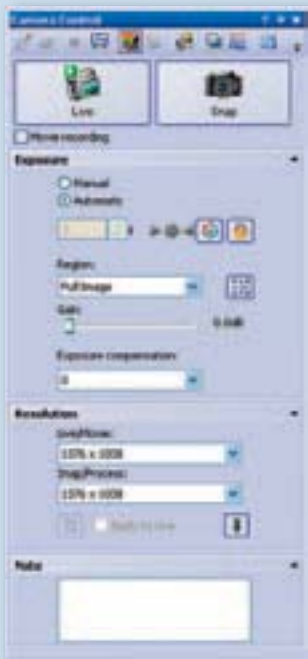 Camera Control
Live
Snap
Movie recording
Exposure
Manual
Automatic
Region:
Full Image
Gain:
0.0dB
Exposure compensation:
0
Resolution
Live/Movie:
1376 x 1038
Snap/Process:
1376 x 1038
Note